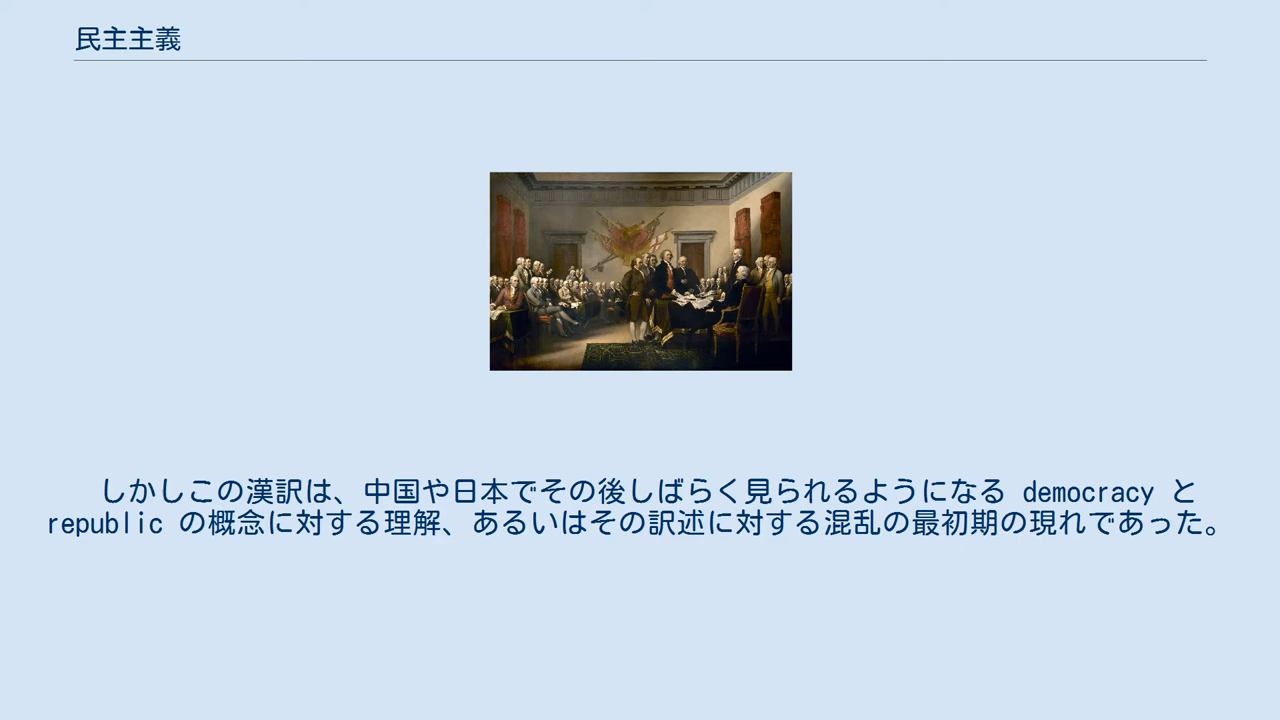 民主主義
しかしこの漢訳は、中国や日本でその後しばらく見られるようになる democracy と
republic の概念に対する理解、あるいはその訳述に対する混乱の最初期の現れであった。